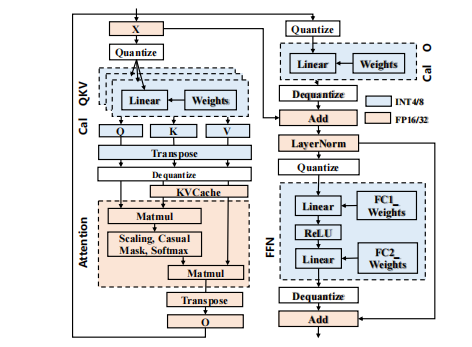 X
Quantize
Cal QKV
Linear
Weights
Q
K
V
Transpose
Dequantize
KVCache
Attention
Matmul
Scaling, Casual
Mask, Softmax
Matmul
Transpose
O
Quantize
Cal O
Linear
Weights
Dequantize
INT4/8
FP16/32
Add
LayerNorm
Quantize
FFN
Linear
FC1_
Weights
ReLU
Linear
FC2_
Weights
Dequantize
Add